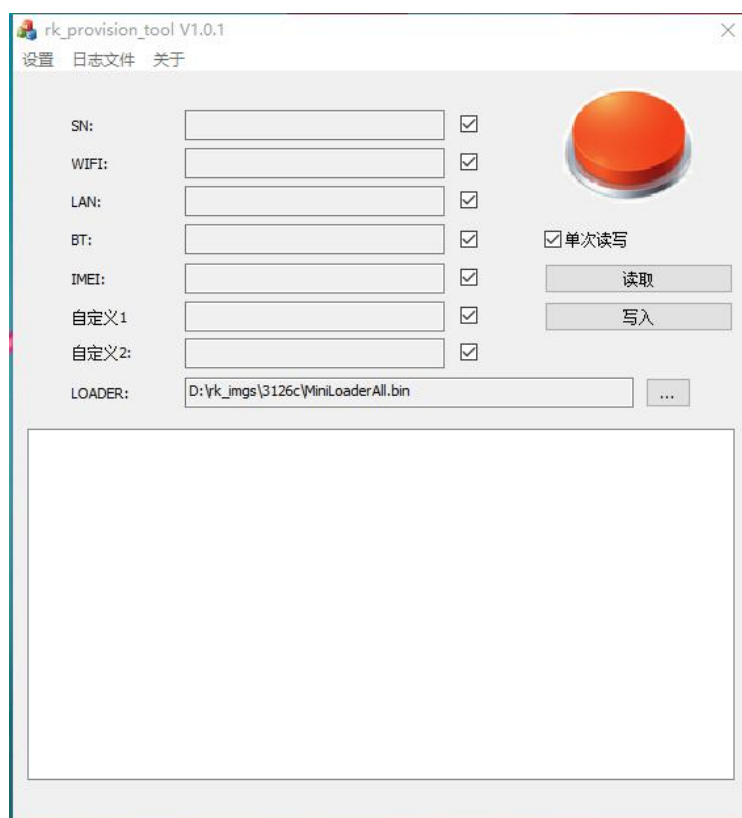 rk_provision_tool V1.0.1
设置 日志文件 关于
SN:
WIFI:
LAN:
BT:
单次读写
IMEI:
读取
自定义1
写入
自定义2:
LOADER:
D:\rk_imgs\3126c\MiniLoaderAll.bin
...